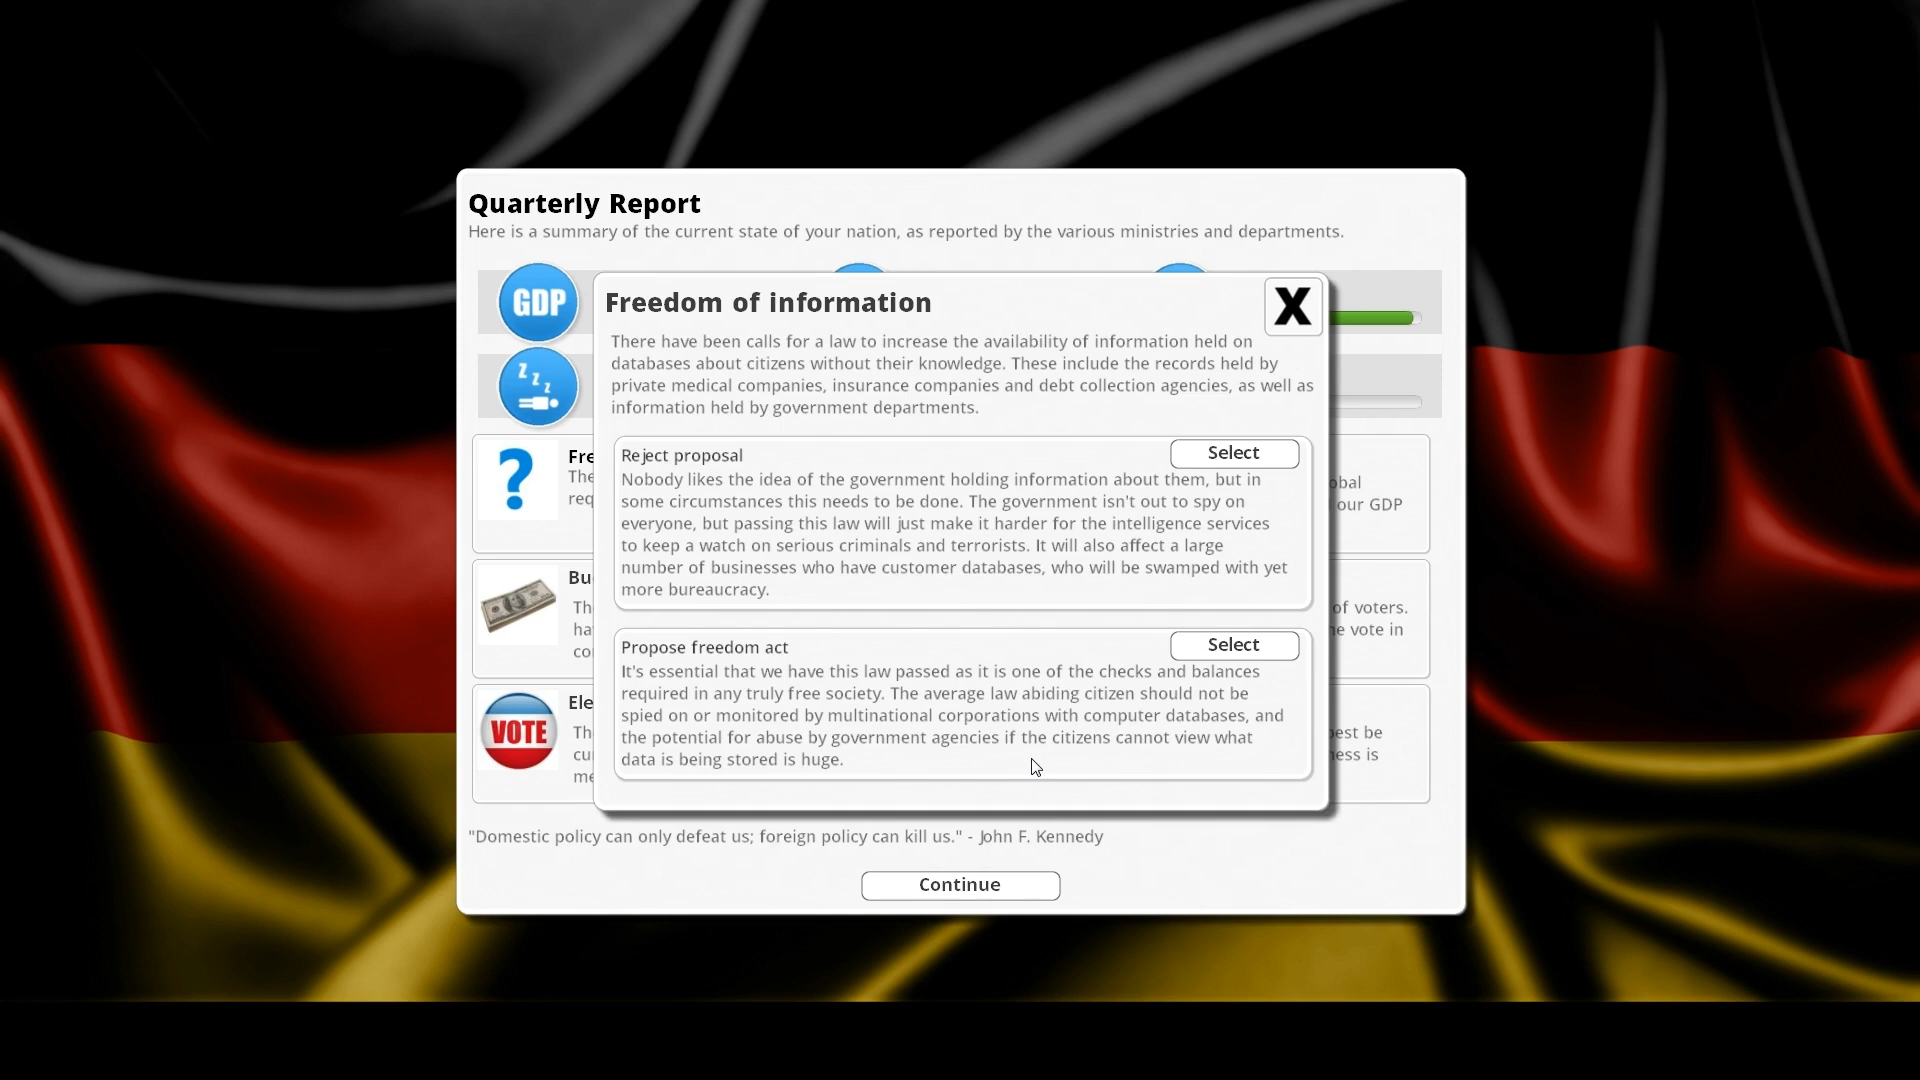 Quarterly Report
Here is a summary of the current state of your nation, as reported by the various ministries and departments.
GDP
Freedom of information
X
There have been calls for a law to increase the availability of information held on
databases about citizens without their knowledge. These include the records held by
private medical companies, insurance companies and debt collection agencies, as well as
information held by government departments.
z z z
Reject proposal
Select
Nobody likes the idea of the government holding information about them, but in
some circumstances this needs to be done. The government isn't out to spy on
everyone, but passing this law will just make it harder for the intelligence services
to keep a watch on serious criminals and terrorists. It will also affect a large
number of businesses who have customer databases, who will be swamped with yet
more bureaucracy.
?
Fre
The
req
obal
our GDP
Propose freedom act
Select
It's essential that we have this law passed as it is one of the checks and balances
required in any truly free society. The average law abiding citizen should not be
spied on or monitored by multinational corporations with computer databases, and
the potential for abuse by government agencies if the citizens cannot view what
data is being stored is huge.
Bu
Th
ha
co
of voters.
he vote in
VOTE
Ele
Th
cu
me
best be
ness is
"Domestic policy can only defeat us; foreign policy can kill us." - John F. Kennedy
Continue